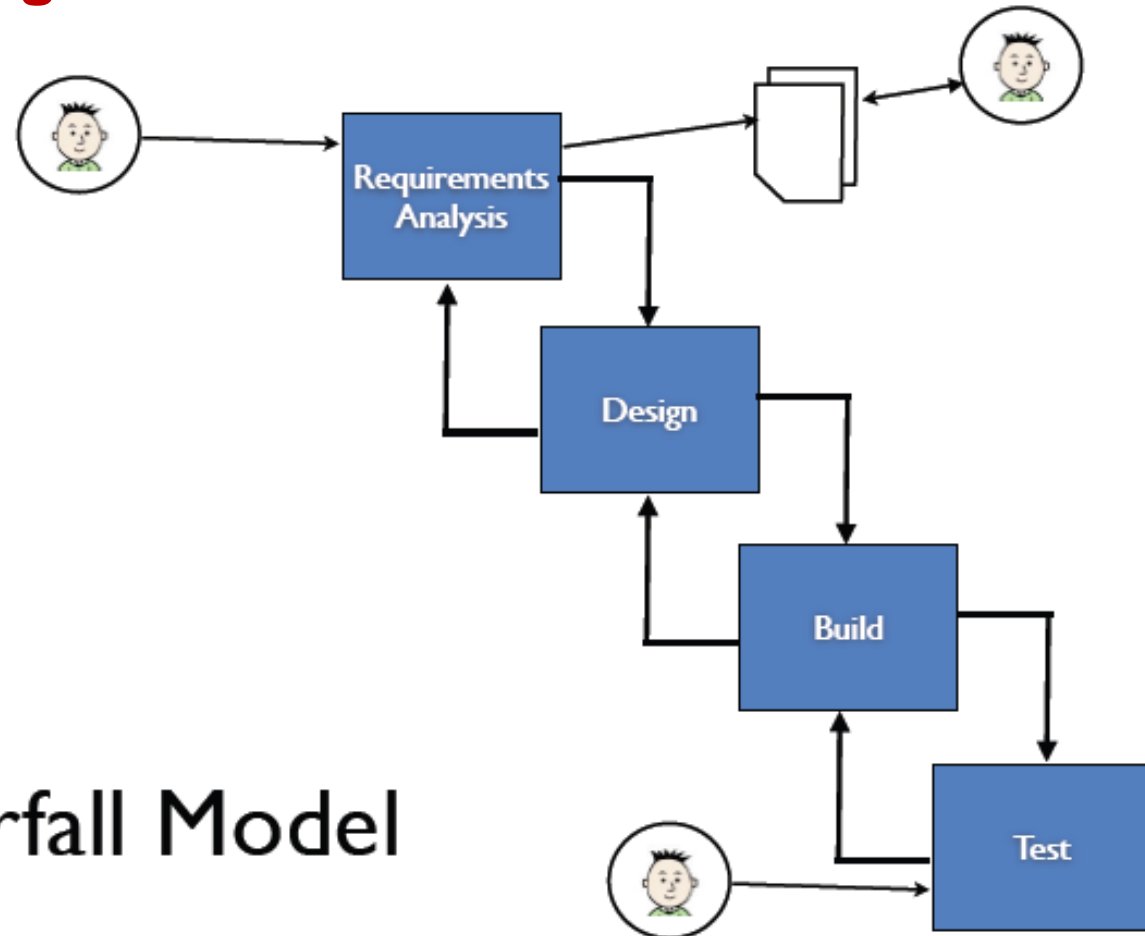 g
Requirements
Analysis
Design
Build
Test
rfall Model